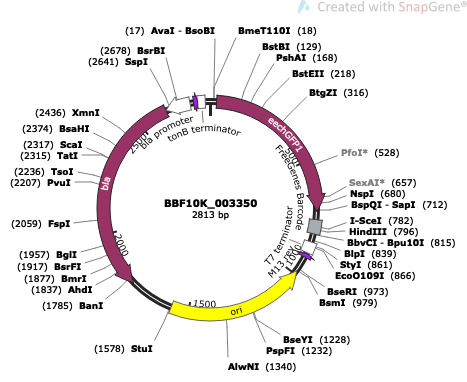 Created with SnapGene®
(17) AvaI - BsoBI
BmeT110I (18)
(2678) BsrBI
(2641) SspI
BstBI (129)
PshAI (168)
BstEII (218)
BtgZI (316)
PfoI* (528)
SexAI* (657)
NspI (680)
BspQI - SapI (712)
I-SceI (782)
HindIII (796)
BbvCI - Bpu10I (815)
BlpI (839)
StyI (861)
EcoO109I (866)
BseRI (973)
BsmI (979)
BseYI (1228)
PspFI (1232)
AlwNI (1340)
(1578) StuI
(1785) BanI
(1837) AhdI
(1877) BmrI
(1917) BsrFI
(1957) BglI
(2059) FspI
(2207) PvuI
(2236) TsoI
(2315) TatI
(2317) ScaI
(2374) BsaHI
(2436) XmnI
bla promoter
tonB terminator
eechGFP1
FreeGenes Barcode
T7 terminator
M13 rev
ori
bla
500
1000
1500
2000
2500
BBF10K_003350
2813 bp